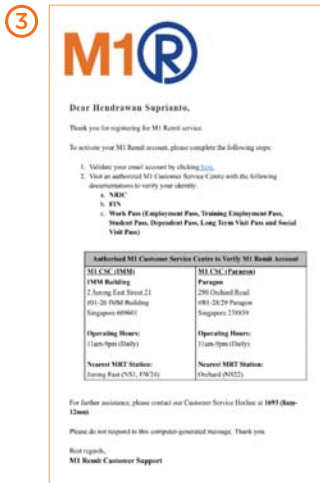 3
M1 R
Dear Hendrawan Suprianto,
Thank you for registering for M1 Remit service.
To activate your M1 Remit account, please complete the following steps:
1. Validate your email account by clicking here.
2. Visit an authorized M1 Customer Service Centre with the following
documentations to verify your identity:
a. NRIC
b. FIN
c. Work Pass (Employment Pass, Training Employment Pass,
Student Pass, Dependent Pass, Long Term Visit Pass and Social
Visit Pass)
Authorised M1 Customer Service Centre to Verify M1 Remit Account
M1 CSC (IMM)
IMM Building
2 Jurong East Street 21
#01-26 IMM Building
Singapore 609601
Operating Hours:
11am-9pm (Daily)
Nearest MRT Station:
Jurong East (NS1, EW24)
M1 CSC (Paragon)
Paragon
290 Orchard Road
#B1-28/29 Paragon
Singapore 238859
Operating Hours:
11am-9pm (Daily)
Nearest MRT Station:
Orchard (NS22)
For further assistance, please contact our Customer Service Hotline at 1693 (8am-
12mn).
Please do not respond to this computer-generated message, Thank you.
Best regards,
M1 Remit Customer Support